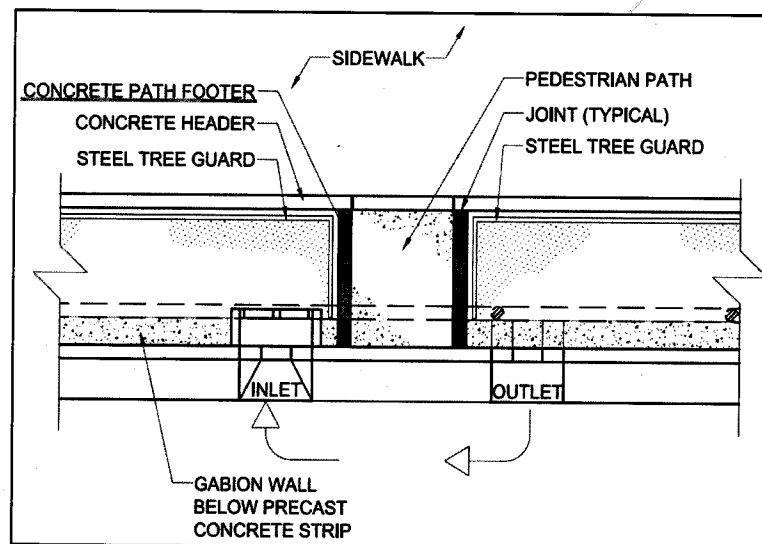 SIDEWALK
CONCRETE PATH FOOTER
CONCRETE HEADER
STEEL TREE GUARD
PEDESTRIAN PATH
JOINT (TYPICAL)
STEEL TREE GUARD
INLET
OUTLET
GABION WALL
BELOW PRECAST
CONCRETE STRIP